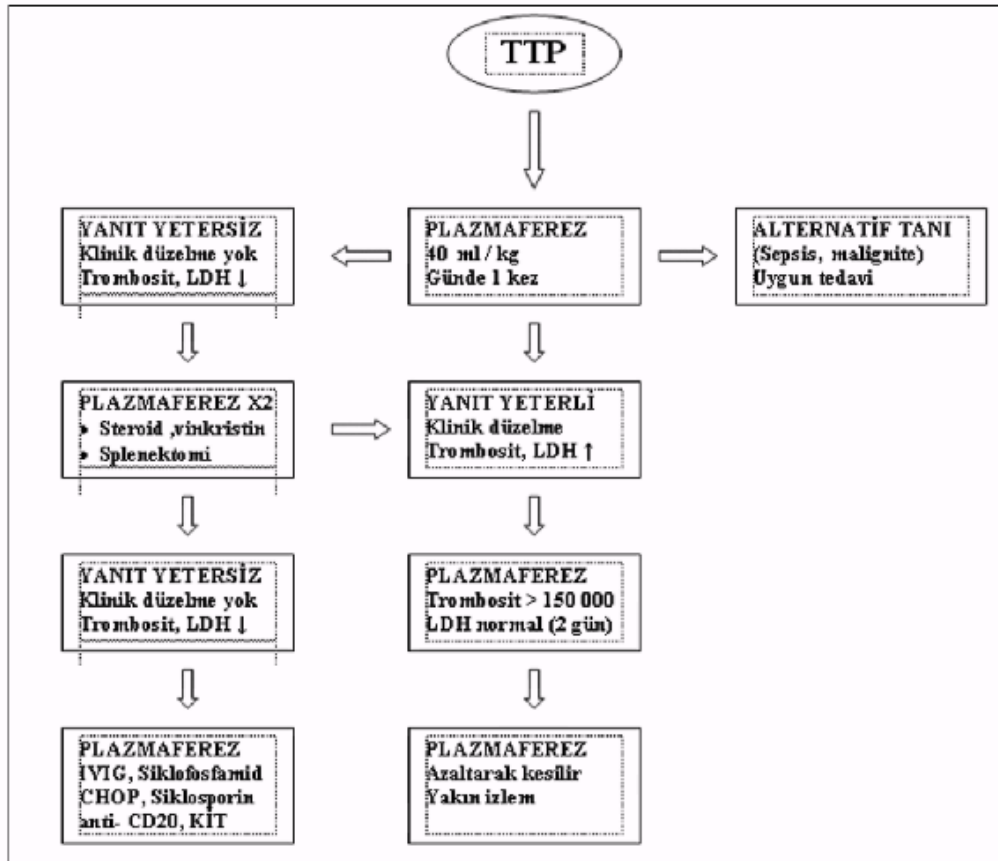 TTP
YANIT YETERSİZ
Klinik düzelme yok
Trombosit, LDH ↓
PLAZMAFEREZ
40 ml / kg
Günde 1 kez
ALTERNATİF TANI
(Sepsis, malignite)
Uygun tedavi
PLAZMAFEREZ X2
• Steroid ,vinkristin
• Splenektomi
YANIT YETERLİ
Klinik düzelme
Trombosit, LDH ↑
YANIT YETERSİZ
Klinik düzelme yok
Trombosit, LDH ↓
PLAZMAFEREZ
Trombosit > 150 000
LDH normal (2 gün)
PLAZMAFEREZ
IVIG, Siklofosfamid
CHOP, Siklosporin
anti- CD20, KİT
PLAZMAFEREZ
Azaltarak kesilir
Yakın izlem